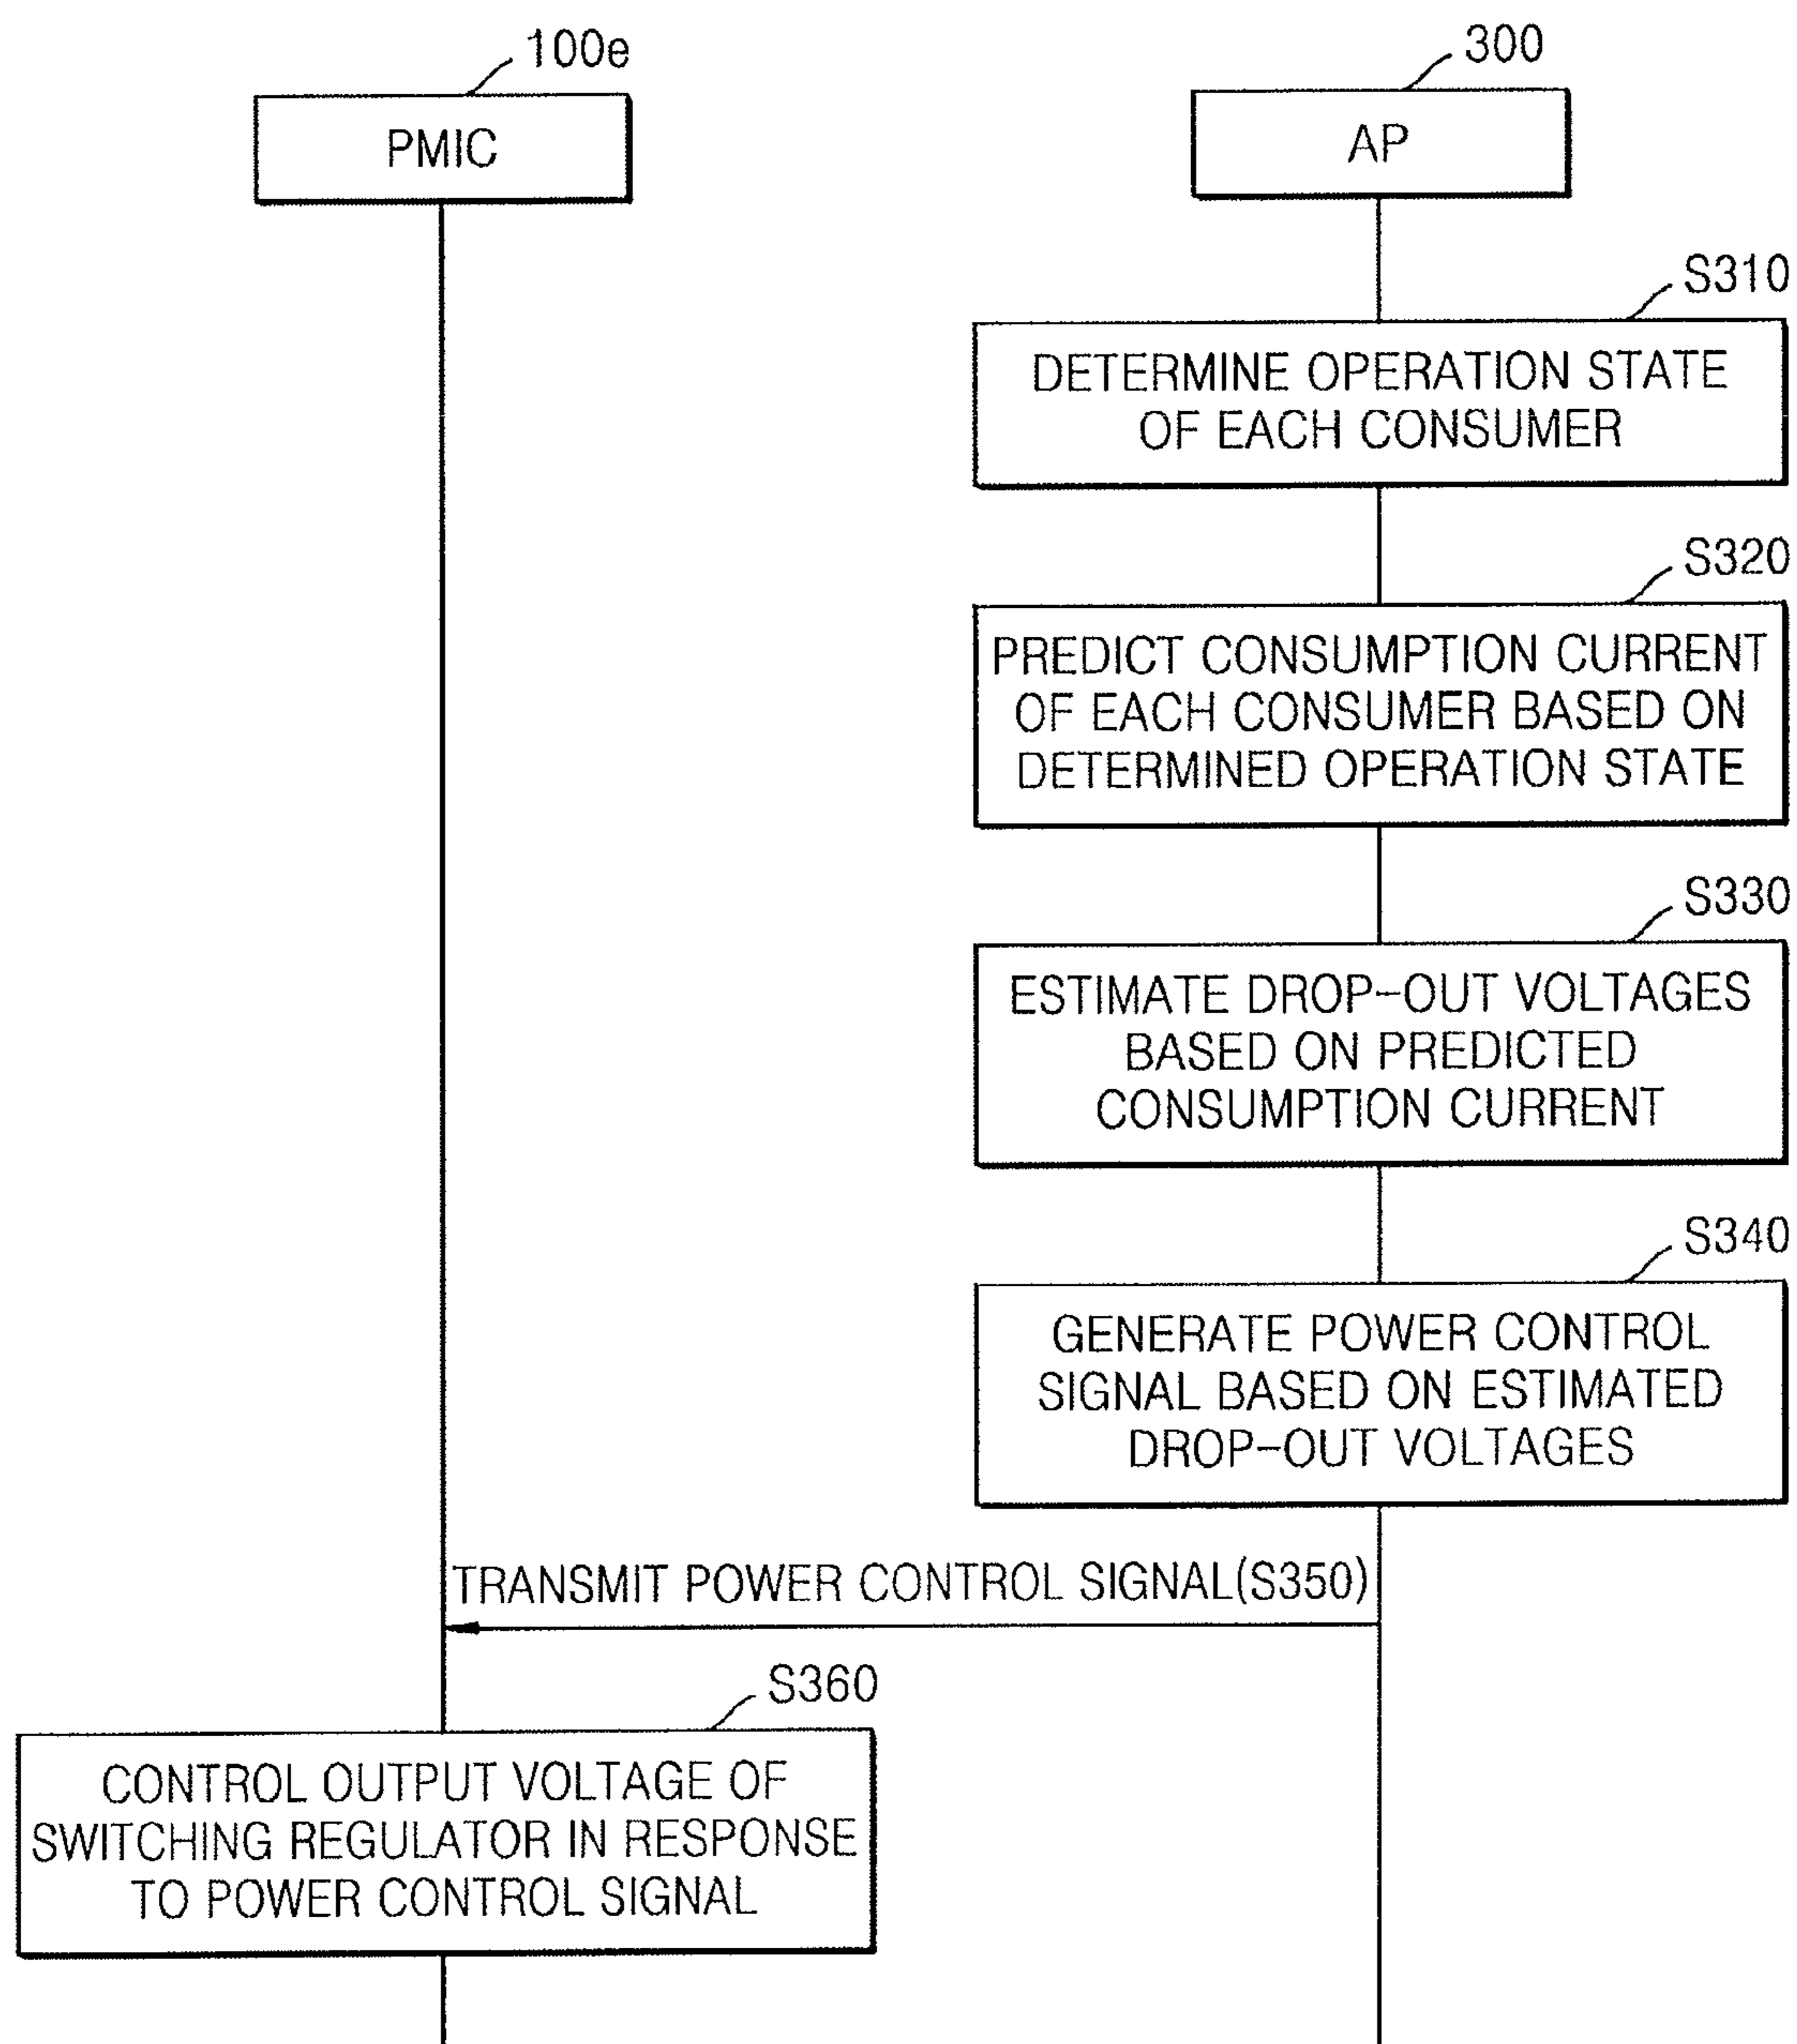 100e
300
PMIC
AP
S310
DETERMINE OPERATION STATE
OF EACH CONSUMER
S320
PREDICT CONSUMPTION CURRENT
OF EACH CONSUMER BASED ON
DETERMINED OPERATION STATE
S330
ESTIMATE DROP-OUT VOLTAGES
BASED ON PREDICTED
CONSUMPTION CURRENT
S340
GENERATE POWER CONTROL
SIGNAL BASED ON ESTIMATED
DROP-OUT VOLTAGES
TRANSMIT POWER CONTROL SIGNAL(S350)
S360
CONTROL OUTPUT VOLTAGE OF
SWITCHING REGULATOR IN RESPONSE
TO POWER CONTROL SIGNAL